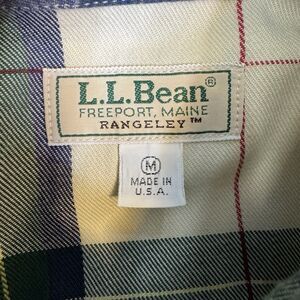 L.L.Bean®
FREEPORT, MAINE
RANGELEY™
M
MADE IN
U.S.A.